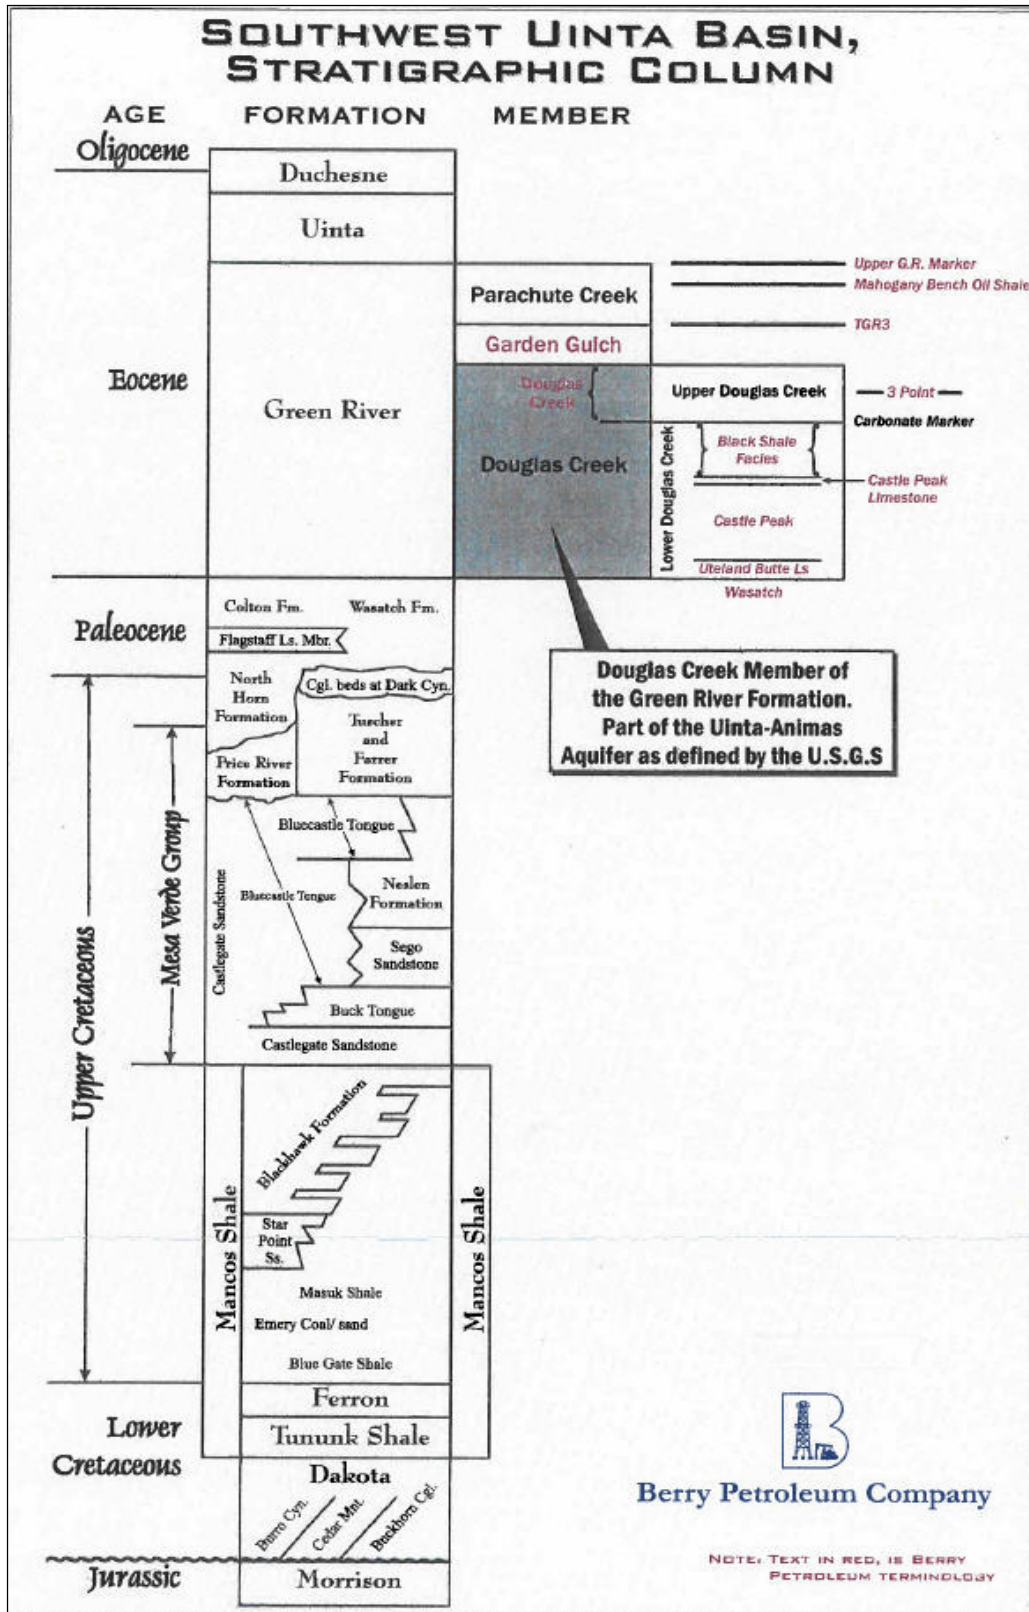 SOUTHWEST UINTA BASIN,
STRATIGRAPHIC COLUMN
AGE
FORMATION
MEMBER
Oligocene
Duchesne
Uinta
Eocene
Green River
Parachute Creek
Garden Gulch
Douglas
Creek
Douglas Creek
Upper Douglas Creek
Lower Douglas Creek
Black Shale
Facies
Castle Peak
Uteland Butte Ls
Wasatch
Upper G.R. Marker
Mahogany Bench Oil Shale
TGR3
3 Point
Carbonate Marker
Castle Peak
Limestone
Paleocene
Colton Fm.
Wasatch Fm.
Flagstaff Ls. Mbr.
Douglas Creek Member of
the Green River Formation.
Part of the Uinta-Animas
Aquifer as defined by the U.S.G.S
Upper Cretaceous
Mesa Verde Group
North
Horn
Formation
Cgl. beds at Dark Cyn.
Tuscher
and
Farrer
Formation
Price River
Formation
Bluecastle Tongue
Castlegate Sandstone
Bluecastle Tongue
Neslen
Formation
Sego
Sandstone
Buck Tongue
Castlegate Sandstone
Mancos Shale
Blackhawk Formation
Star
Point
Ss.
Masuk Shale
Emery Coal/ sand
Blue Gate Shale
Mancos Shale
Ferron
Tununk Shale
Lower
Cretaceous
Dakota
Burro Cyn.
Cedar Mnt.
Buckhorn Cgl.
Jurassic
Morrison
B
Berry Petroleum Company
NOTE: TEXT IN RED, IS BERRY
PETROLEUM TERMINOLOGY